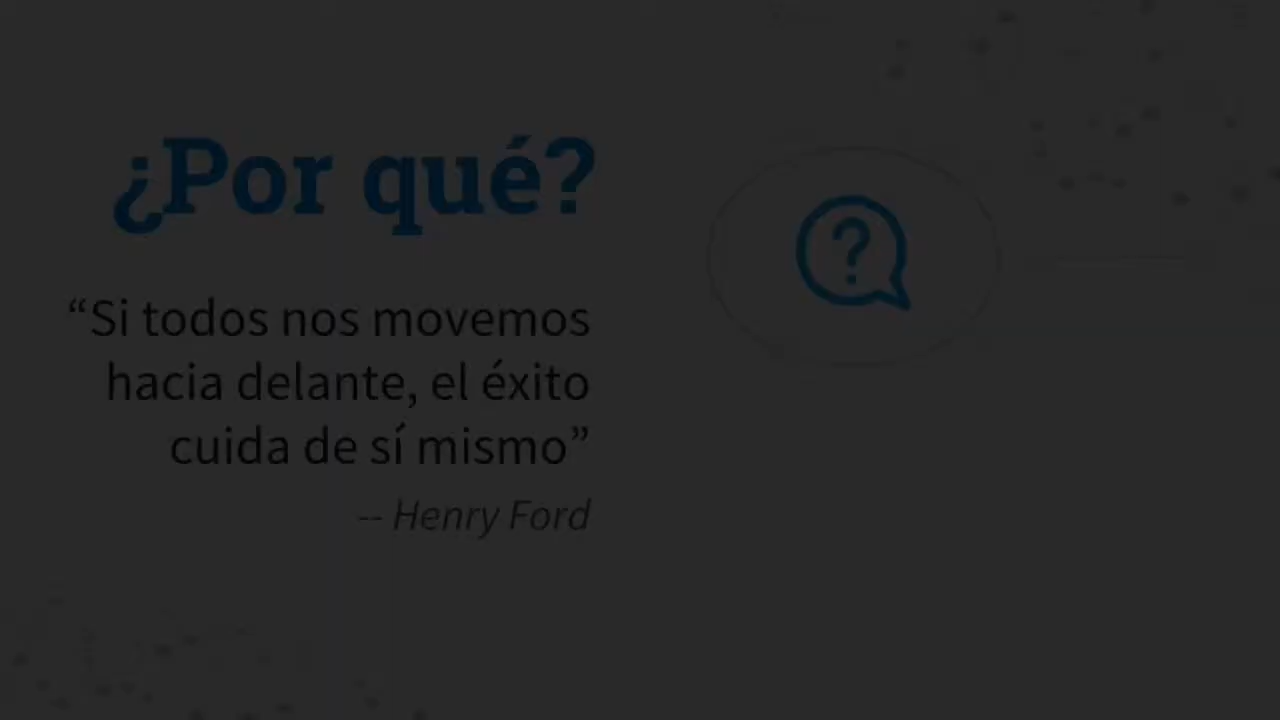 ¿Por qué?
“Si todos nos movemos
hacia delante, el éxito
cuida de sí mismo”
-- Henry Ford
?